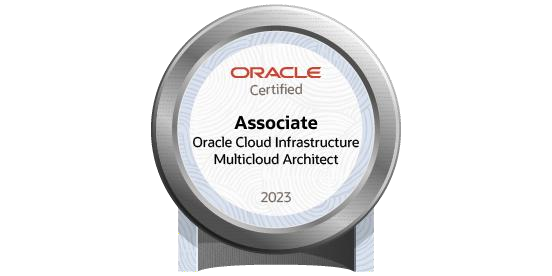 ORACLE
Certified
Associate
Oracle Cloud Infrastructure
Multicloud Architect
2023